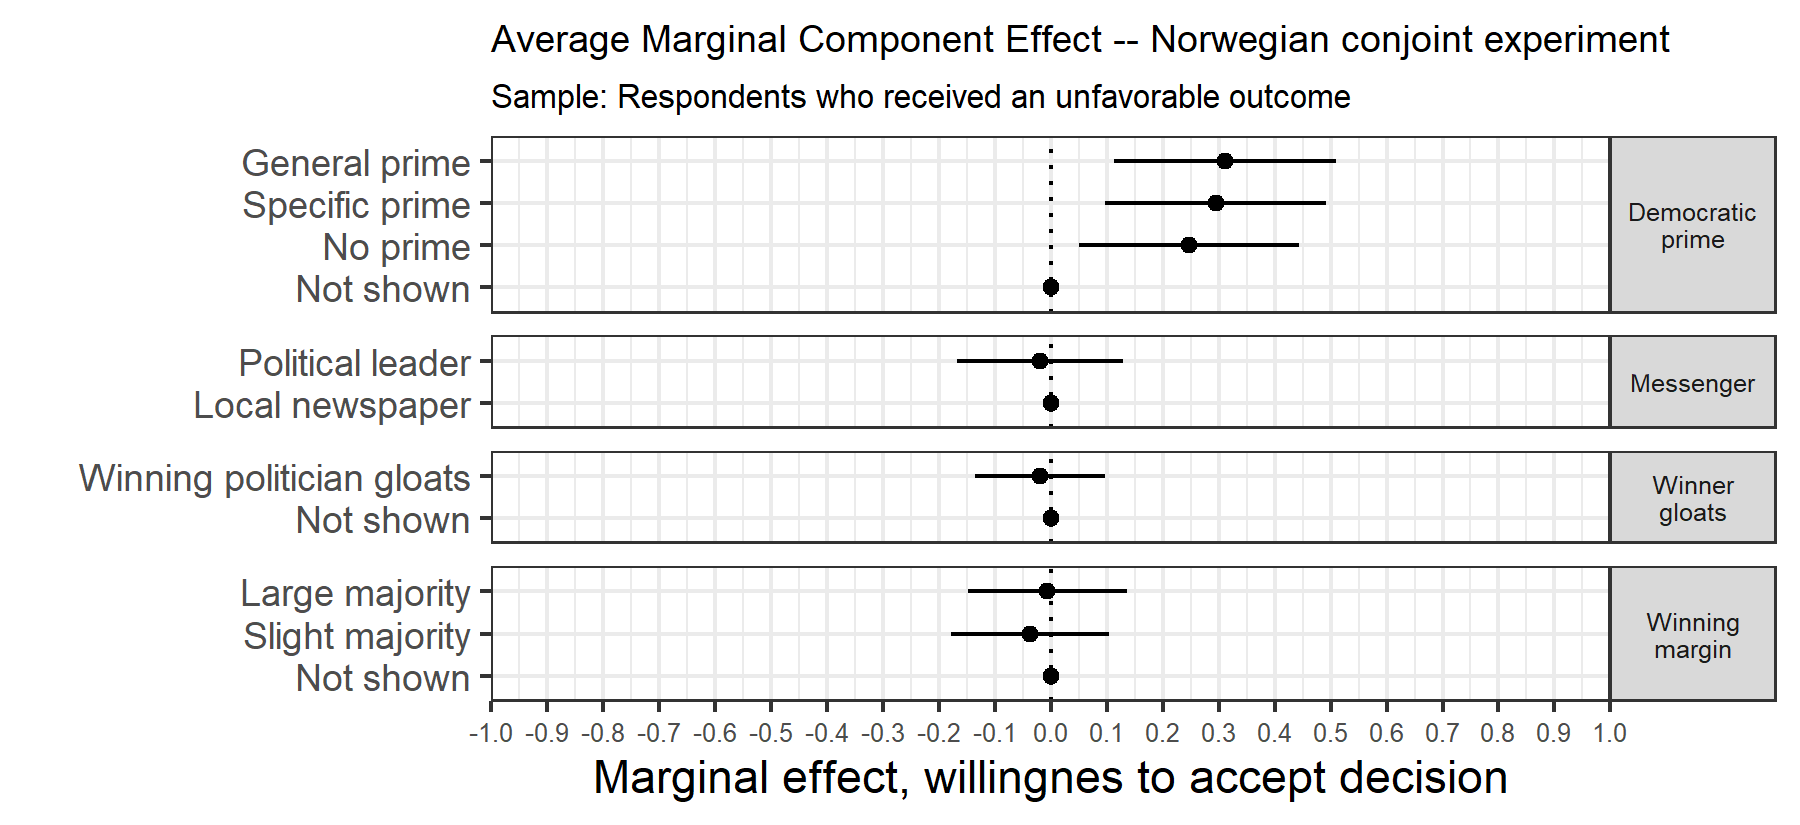 Average Marginal Component Effect -- Norwegian conjoint experiment
Sample: Respondents who received an unfavorable outcome
General prime
Specific prime
No prime
Not shown
Democratic
prime
Political leader
Local newspaper
Messenger
Winning politician gloats
Not shown
Winner
gloats
Large majority
Slight majority
Not shown
Winning
margin
-1.0 -0.9 -0.8 -0.7 -0.6 -0.5 -0.4 -0.3 -0.2 -0.1 0.0 0.1 0.2 0.3 0.4 0.5 0.6 0.7 0.8 0.9 1.0
Marginal effect, willingnes to accept decision